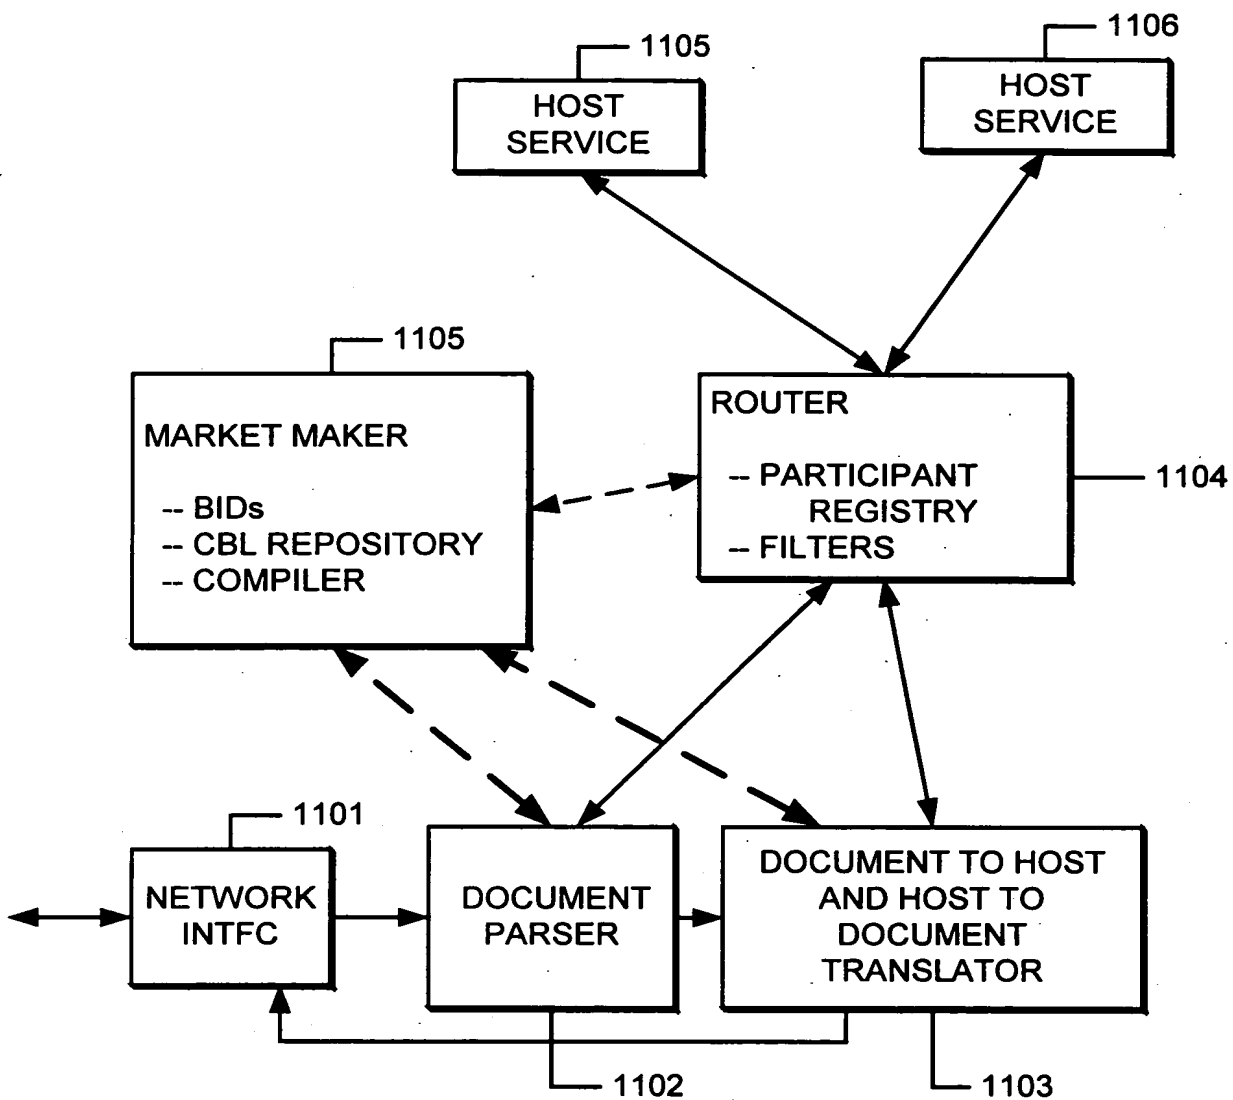 1105
1106
HOST
SERVICE
HOST
SERVICE
1105
MARKET MAKER
-- BIDs
-- CBL REPOSITORY
-- COMPILER
ROUTER
-- PARTICIPANT
REGISTRY
-- FILTERS
1104
1101
NETWORK
INTFC
DOCUMENT
PARSER
DOCUMENT TO HOST
AND HOST TO
DOCUMENT
TRANSLATOR
1102
1103